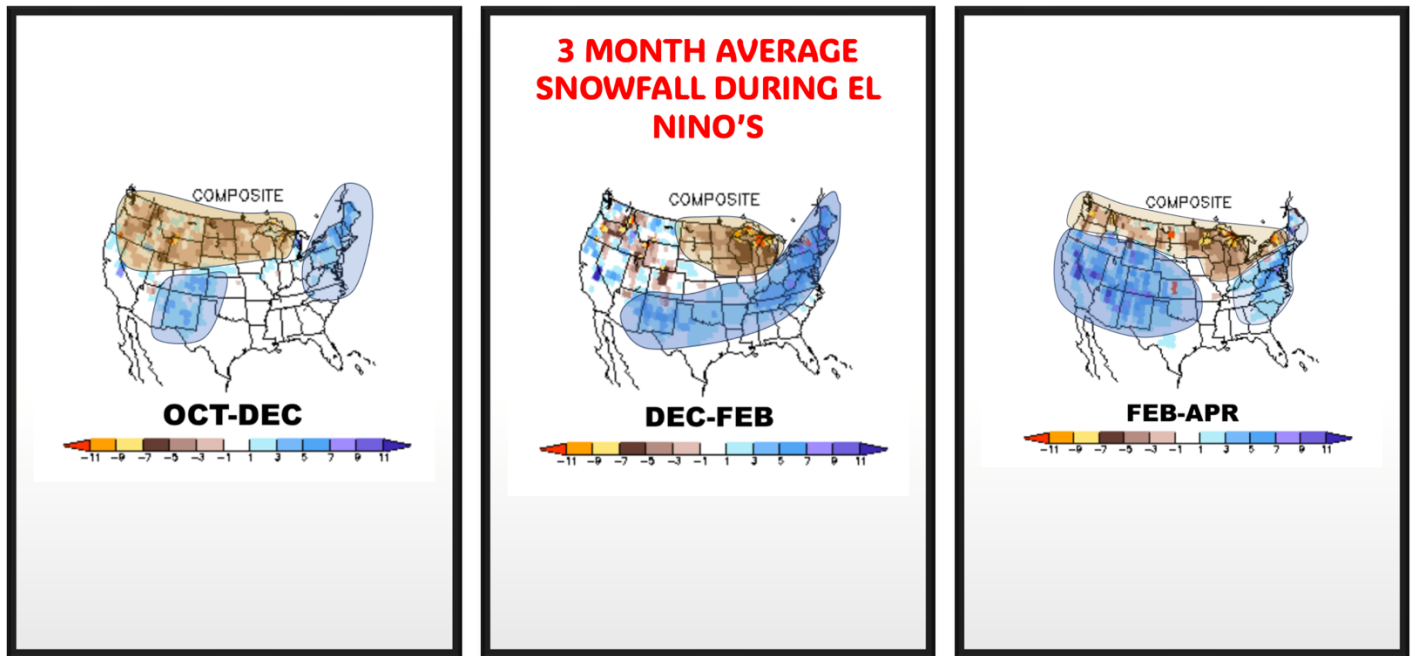 COMPOSITE
OCT-DEC
-11 -9 -7 -5 -3 -1 1 3 5 7 9 11
3 MONTH AVERAGE
SNOWFALL DURING EL
NINO'S
COMPOSITE
DEC-FEB
-11 -9 -7 -5 -3 -1 1 3 5 7 9 11
COMPOSITE
FEB-APR
-11 -9 -7 -5 -3 -1 1 3 5 7 9 11